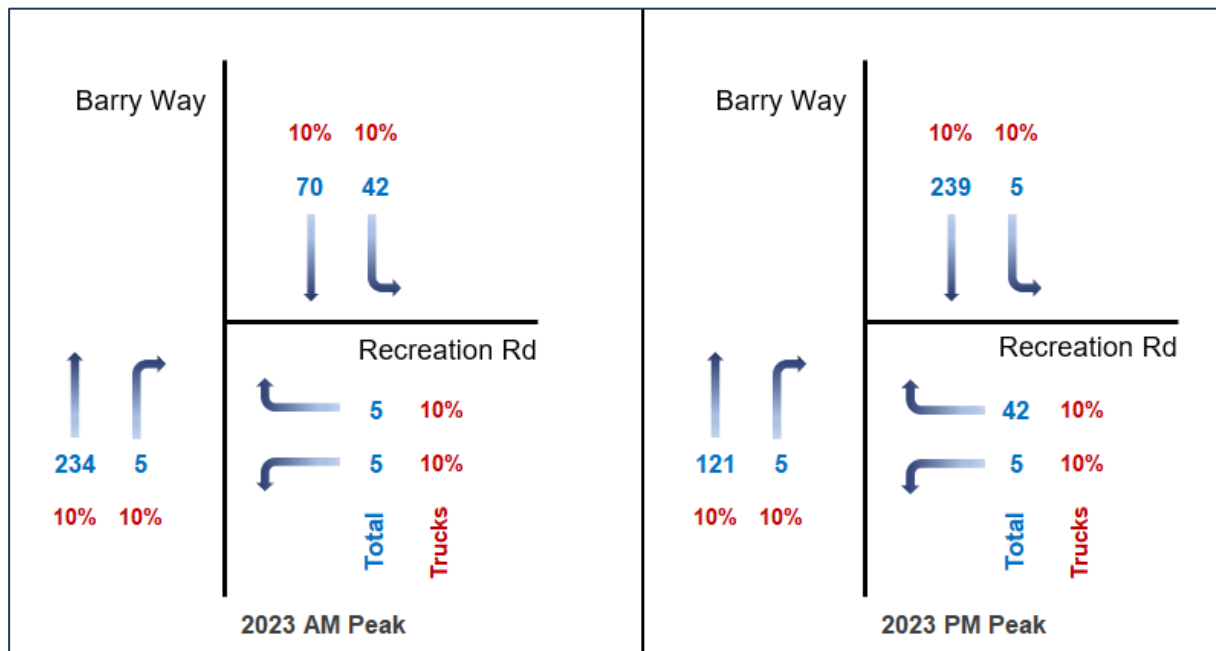 Barry Way
10% 10%
70 42
Recreation Rd
5 10%
234 5
5 10%
10% 10%
Total
Trucks
2023 AM Peak
Barry Way
10% 10%
239 5
Recreation Rd
42 10%
121 5
5 10%
10% 10%
Total
Trucks
2023 PM Peak